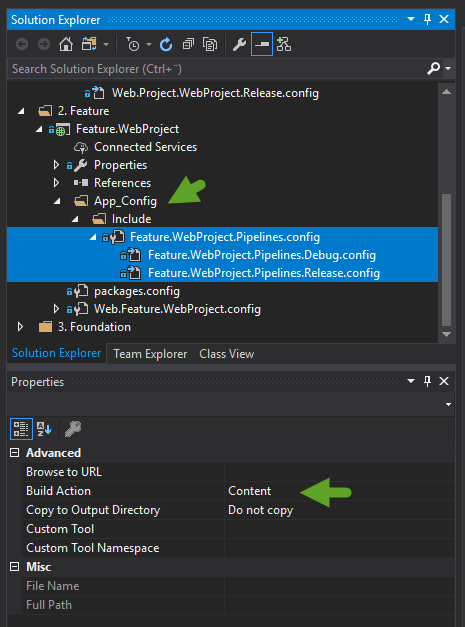 Solution Explorer
Search Solution Explorer (Ctrl+¨)
Web.Project.WebProject.Release.config
2. Feature
Feature.WebProject
Connected Services
Properties
References
App_Config
Include
Feature.WebProject.Pipelines.config
Feature.WebProject.Pipelines.Debug.config
Feature.WebProject.Pipelines.Release.config
packages.config
Web.Feature.WebProject.config
3. Foundation
Solution Explorer Team Explorer Class View
Properties
Advanced
Browse to URL
Build Action Content
Copy to Output Directory Do not copy
Custom Tool
Custom Tool Namespace
Misc
File Name
Full Path